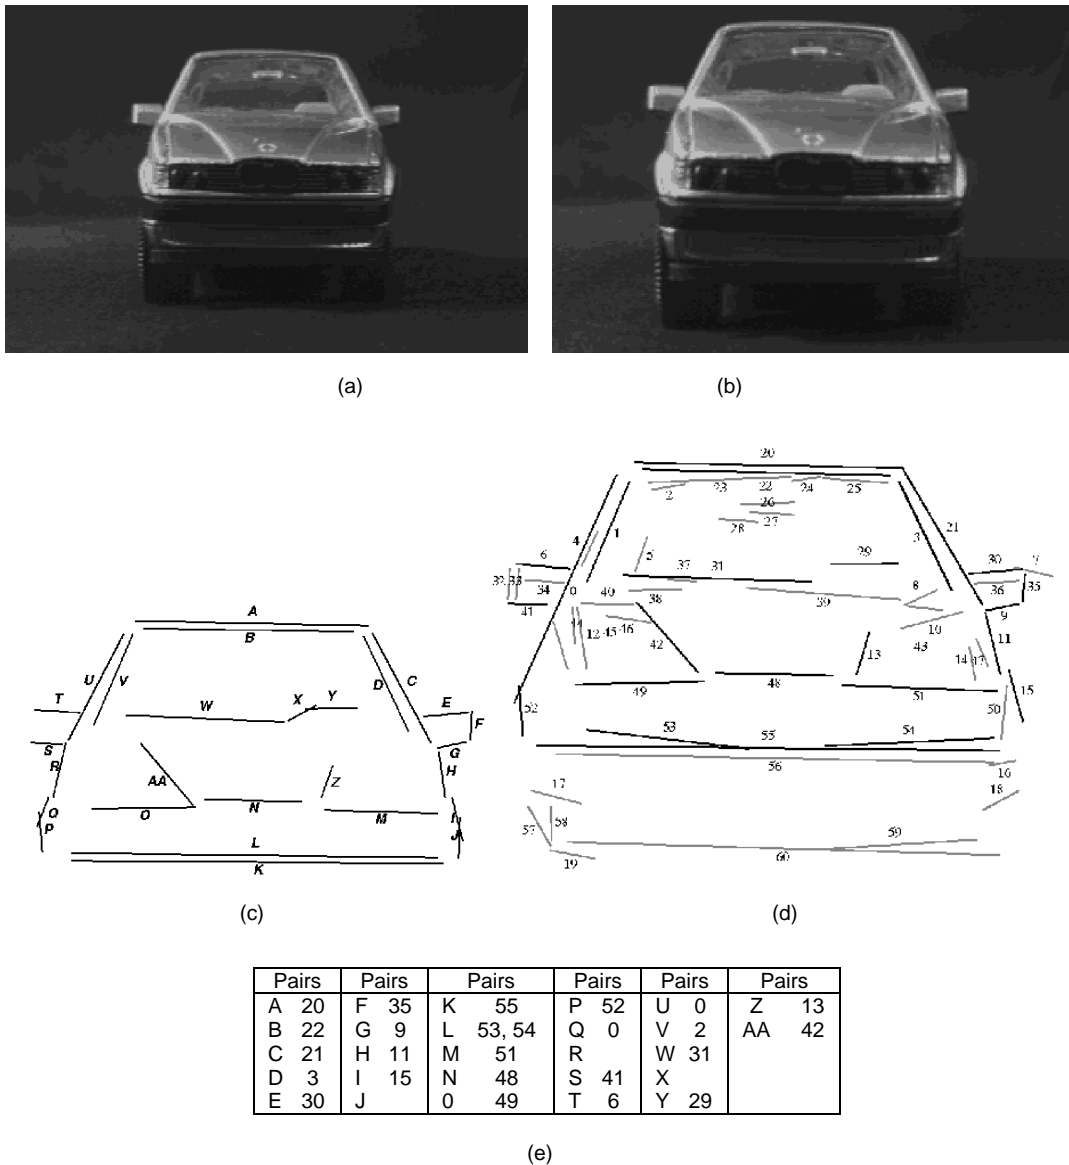 (a)
(b)
20
23 22 24 25
2
26
28 27
21
4 1 3
6 5 37 31 29 30 7
32 33 34 0 40 38 39 8 36 35
41 9
44 12 45 46 42 10 43 11
13 14 17
49 48 51 15
52 50
53 55 54
56 16
17 18
57 58 59
19 60
A
B
U V D C
T X Y E
W F
S G
R AA Z H
Q O N M I
P J
L
K
(c)
(d)
Pairs Pairs Pairs Pairs Pairs Pairs
A 20 F 35 K 55 P 52 U 0 Z 13
B 22 G 9 L 53, 54 Q 0 V 2 AA 42
C 21 H 11 M 51 R W 31
D 3 I 15 N 48 S 41 X
E 30 J 0 49 T 6 Y 29
(e)